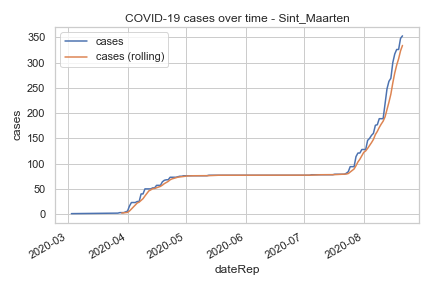 COVID-19 cases over time - Sint_Maarten
cases
cases (rolling)
350
300
250
200
150
100
50
0
cases
2020-03
2020-04
2020-05
2020-06
2020-07
2020-08
dateRep